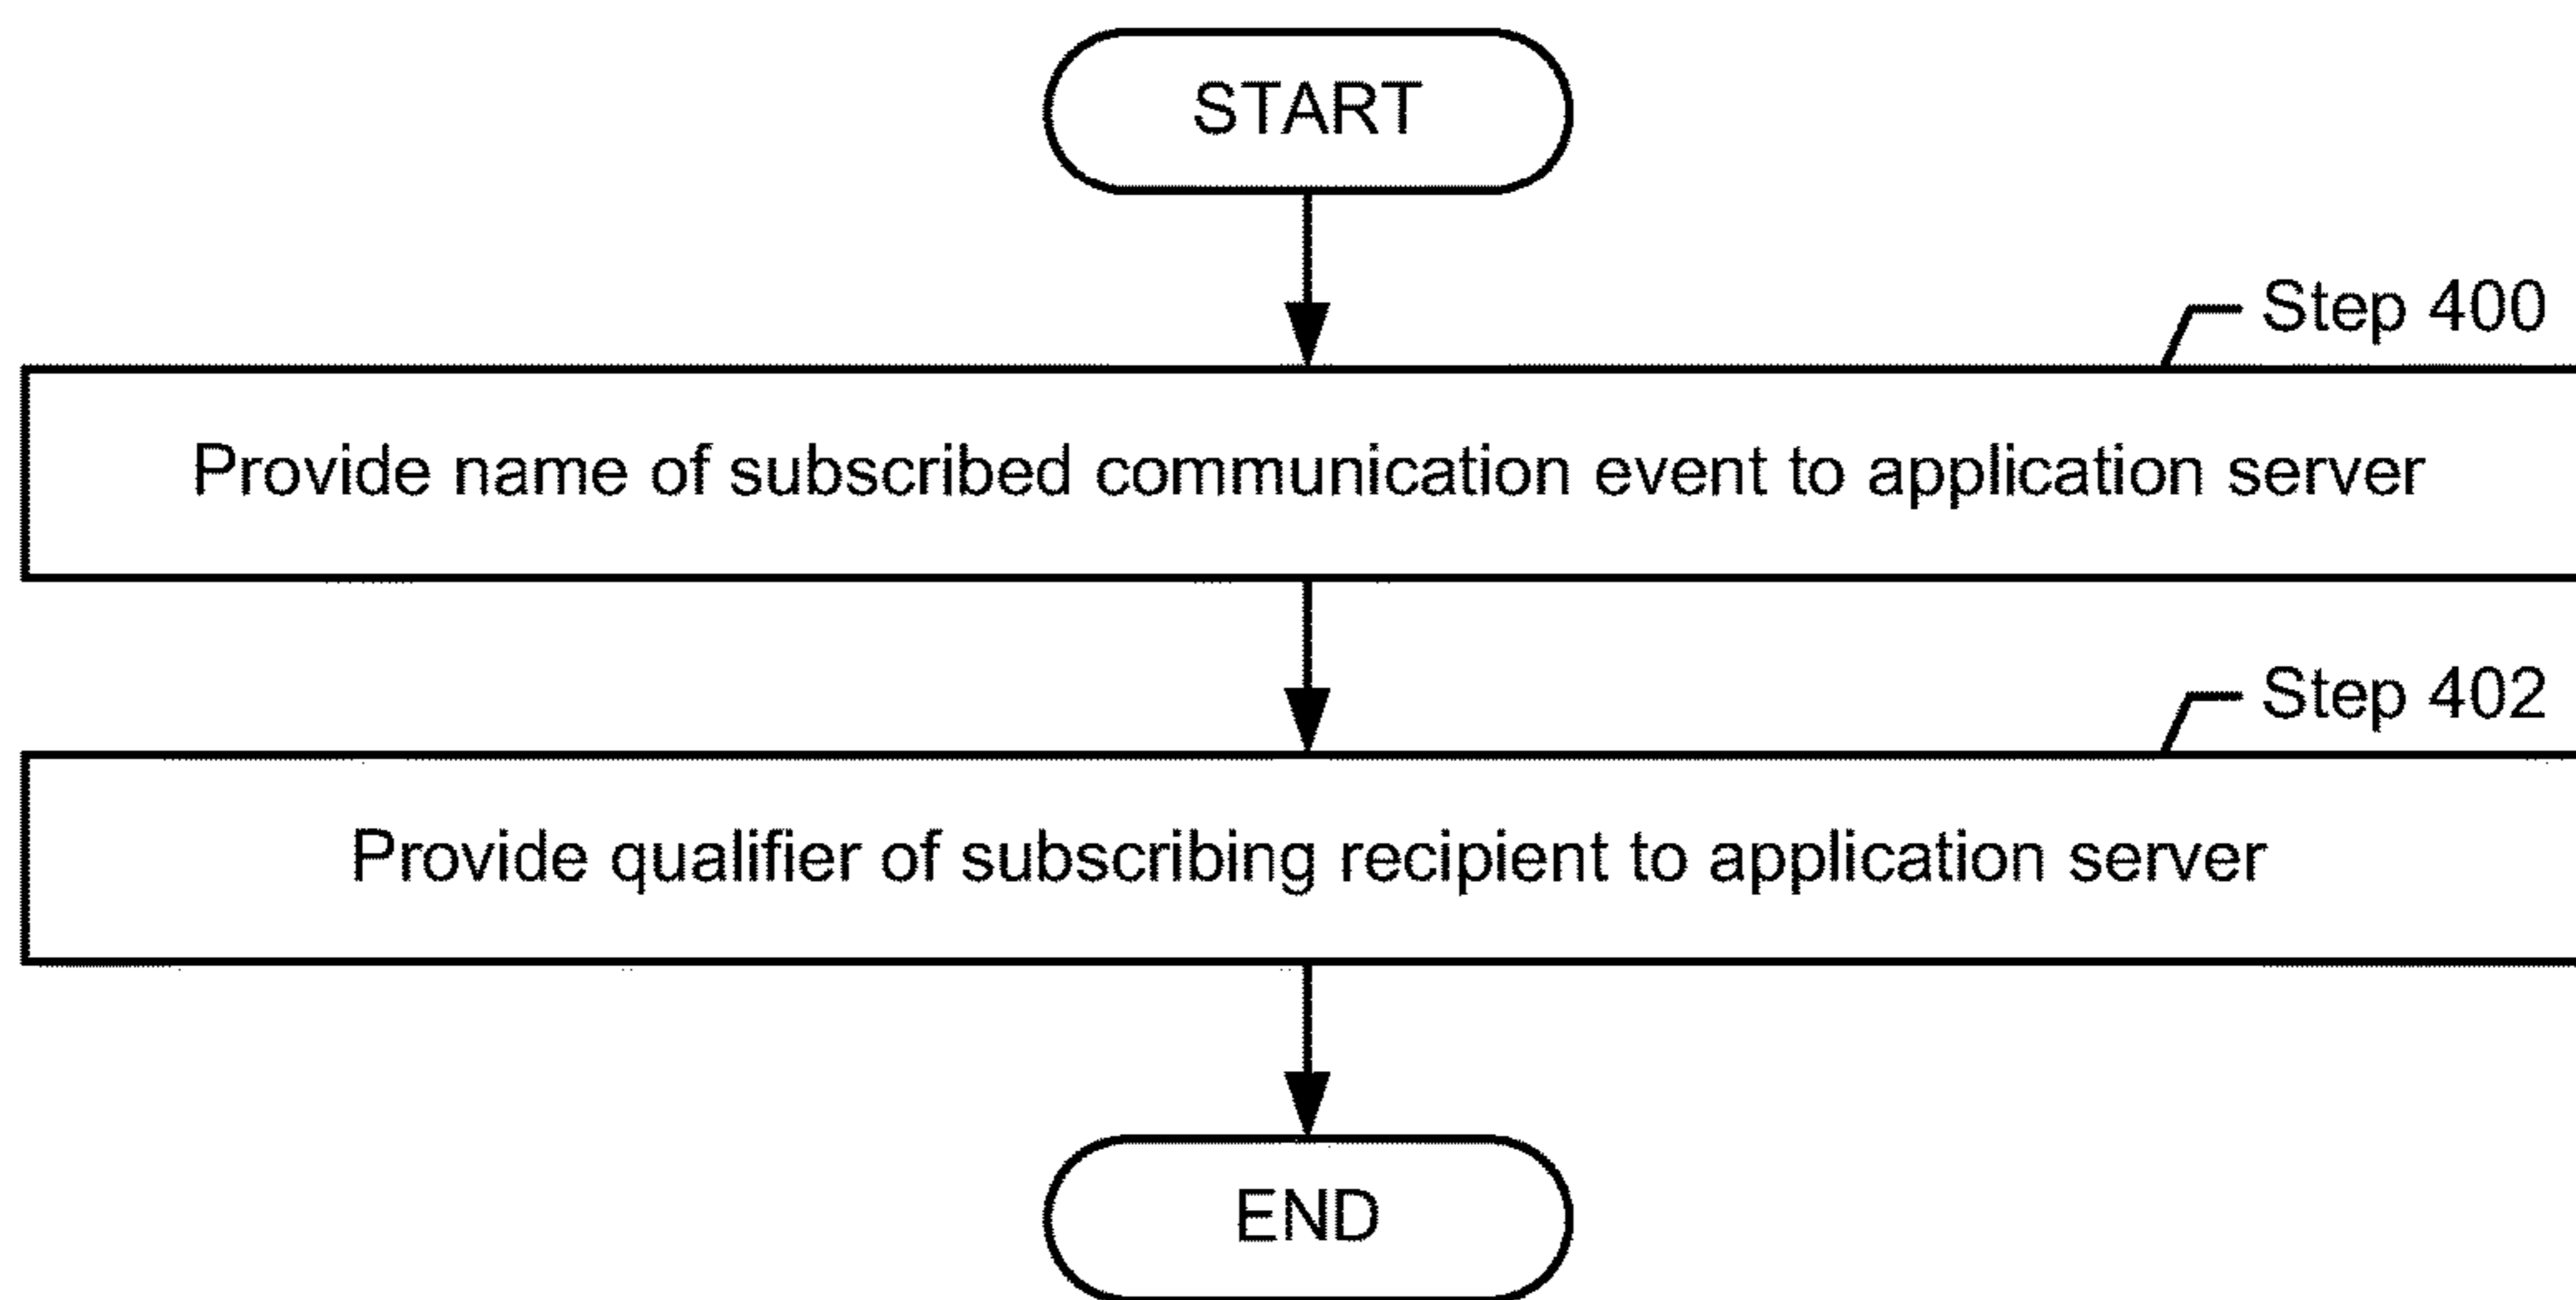 START
Step 400
Provide name of subscribed communication event to application server
Step 402
Provide qualifier of subscribing recipient to application server
END